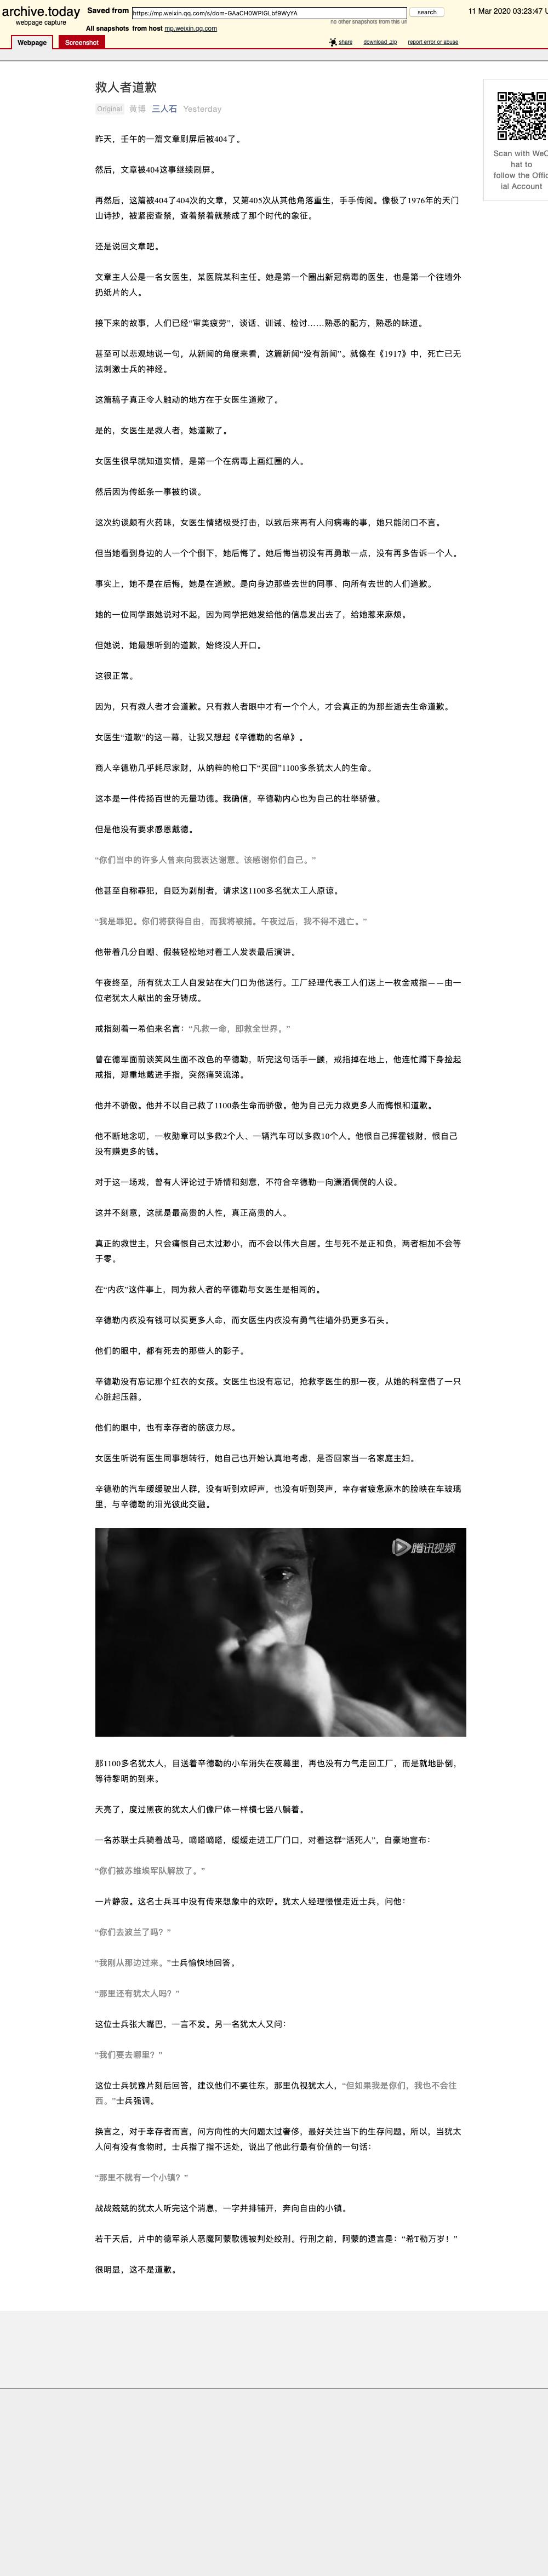 archive.today
webpage capture
Saved from
https://mp.weixin.qq.com/s/dom-GAaCH0WPIGLbf9WyYA
search
11 Mar 2020 03:23:47 U
no other snapshots from this url
All snapshots from host mp.weixin.qq.com
Webpage
Screenshot
share
download .zip
report error or abuse
救人者道歉
Original 黄博 三人石 Yesterday
Scan with WeC
hat to
follow the Offic
ial Account
昨天，壬午的一篇文章刷屏后被404了。
然后，文章被404这事继续刷屏。
再然后，这篇被404了404次的文章，又第405次从其他角落重生，手手传阅。像极了1976年的天门
山诗抄，被紧密查禁，查着禁着就禁成了那个时代的象征。
还是说回文章吧。
文章主人公是一名女医生，某医院某科主任。她是第一个圈出新冠病毒的医生，也是第一个往墙外
扔纸片的人。
接下来的故事，人们已经“审美疲劳”，谈话、训诫、检讨……熟悉的配方，熟悉的味道。
甚至可以悲观地说一句，从新闻的角度来看，这篇新闻“没有新闻”。就像在《1917》中，死亡已无
法刺激士兵的神经。
这篇稿子真正令人触动的地方在于女医生道歉了。
是的，女医生是救人者，她道歉了。
女医生很早就知道实情，是第一个在病毒上画红圈的人。
然后因为传纸条一事被约谈。
这次约谈颇有火药味，女医生情绪极受打击，以致后来再有人问病毒的事，她只能闭口不言。
但当她看到身边的人一个个倒下，她后悔了。她后悔当初没有再勇敢一点，没有再多告诉一个人。
事实上，她不是在后悔，她是在道歉。是向身边那些去世的同事、向所有去世的人们道歉。
她的一位同学跟她说对不起，因为同学把她发给他的信息发出去了，给她惹来麻烦。
但她说，她最想听到的道歉，始终没人开口。
这很正常。
因为，只有救人者才会道歉。只有救人者眼中才有一个个人，才会真正的为那些逝去生命道歉。
女医生“道歉”的这一幕，让我又想起《辛德勒的名单》。
商人辛德勒几乎耗尽家财，从纳粹的枪口下“买回”1100多条犹太人的生命。
这本是一件传扬百世的无量功德。我确信，辛德勒内心也为自己的壮举骄傲。
但是他没有要求感恩戴德。
“你们当中的许多人曾来向我表达谢意。该感谢你们自己。”
他甚至自称罪犯，自贬为剥削者，请求这1100多名犹太工人原谅。
“我是罪犯。你们将获得自由，而我将被捕。午夜过后，我不得不逃亡。”
他带着几分自嘲、假装轻松地对着工人发表最后演讲。
午夜终至，所有犹太工人自发站在大门口为他送行。工厂经理代表工人们送上一枚金戒指——由一
位老犹太人献出的金牙铸成。
戒指刻着一希伯来名言：“凡救一命，即救全世界。”
曾在德军面前谈笑风生面不改色的辛德勒，听完这句话手一颤，戒指掉在地上，他连忙蹲下身捡起
戒指，郑重地戴进手指，突然痛哭流涕。
他并不骄傲。他并不以自己救了1100条生命而骄傲。他为自己无力救更多人而悔恨和道歉。
他不断地念叨，一枚勋章可以多救2个人、一辆汽车可以多救10个人。他恨自己挥霍钱财，恨自己
没有赚更多的钱。
对于这一场戏，曾有人评论过于矫情和刻意，不符合辛德勒一向潇洒倜傥的人设。
这并不刻意，这就是最高贵的人性，真正高贵的人。
真正的救世主，只会痛恨自己太过渺小，而不会以伟大自居。生与死不是正和负，两者相加不会等
于零。
在“内疚”这件事上，同为救人者的辛德勒与女医生是相同的。
辛德勒内疚没有钱可以买更多人命，而女医生内疚没有勇气往墙外扔更多石头。
他们的眼中，都有死去的那些人的影子。
辛德勒没有忘记那个红衣的女孩。女医生也没有忘记，抢救李医生的那一夜，从她的科室借了一只
心脏起压器。
他们的眼中，也有幸存者的筋疲力尽。
女医生听说有医生同事想转行，她自己也开始认真地考虑，是否回家当一名家庭主妇。
辛德勒的汽车缓缓驶出人群，没有听到欢呼声，也没有听到哭声，幸存者疲惫麻木的脸映在车玻璃
里，与辛德勒的泪光彼此交融。
腾讯视频
那1100多名犹太人，目送着辛德勒的小车消失在夜幕里，再也没有力气走回工厂，而是就地卧倒，
等待黎明的到来。
天亮了，度过黑夜的犹太人们像尸体一样横七竖八躺着。
一名苏联士兵骑着战马，嘀嗒嘀嗒，缓缓走进工厂门口，对着这群“活死人”，自豪地宣布：
“你们被苏维埃军队解放了。”
一片静寂。这名士兵耳中没有传来想象中的欢呼。犹太人经理慢慢走近士兵，问他：
“你们去波兰了吗？”
“我刚从那边过来。”士兵愉快地回答。
“那里还有犹太人吗？”
这位士兵张大嘴巴，一言不发。另一名犹太人又问：
“我们要去哪里？”
这位士兵犹豫片刻后回答，建议他们不要往东，那里仇视犹太人，“但如果我是你们，我也不会往
西。”士兵强调。
换言之，对于幸存者而言，问方向性的大问题太过奢侈，最好关注当下的生存问题。所以，当犹太
人问有没有食物时，士兵指了指不远处，说出了他此行最有价值的一句话：
“那里不就有一个小镇？”
战战兢兢的犹太人听完这个消息，一字并排铺开，奔向自由的小镇。
若干天后，片中的德军杀人恶魔阿蒙歌德被判处绞刑。行刑之前，阿蒙的遗言是：“希T勒万岁！”
很明显，这不是道歉。